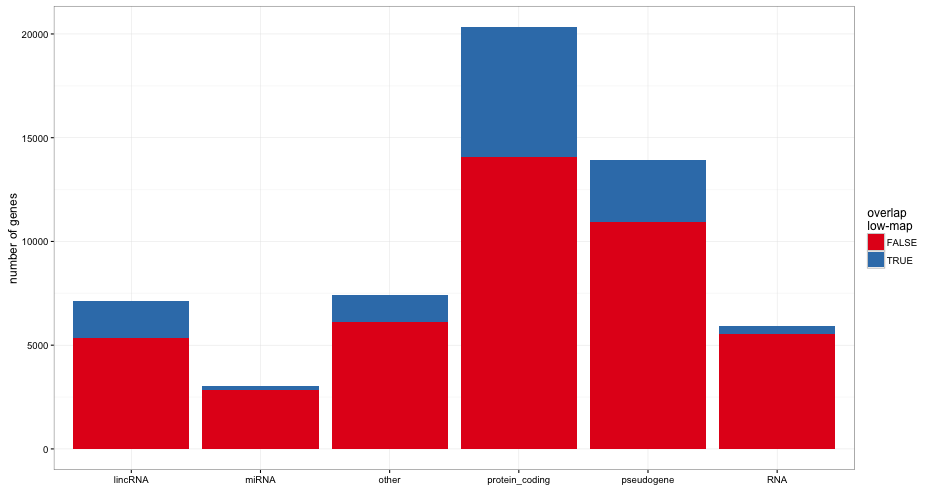 number of genes
20000
15000
10000
5000
0
lincRNA
miRNA
other
protein_coding
pseudogene
RNA
overlap
low-map
FALSE
TRUE